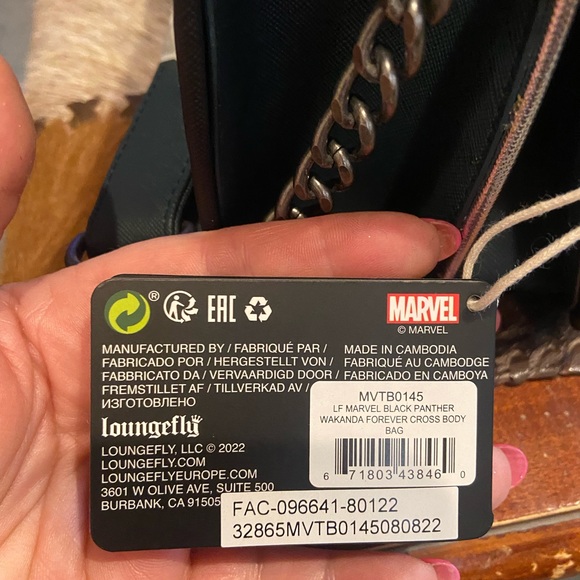 ® EAC MARVEL
© MARVEL
MANUFACTURED BY / FABRIQUÉ PAR /
FABRICADO POR / HERGESTELLT VON /
FABBRICATO DA / VERVAARDIGD DOOR /
FREMSTILLET AF / TILLVERKAD AV /
ИЗГОТОВЛЕНО
MADE IN CAMBODIA
FABRIQUÉ AU CAMBODGE
FABRICADO EN CAMBOYA
loungefly
LOUNGEFLY, LLC © 2022
LOUNGEFLY.COM
LOUNGEFLYEUROPE.COM
3601 W OLIVE AVE, SUITE 500
BURBANK, CA 91505
MVTB0145
LF MARVEL BLACK PANTHER
WAKANDA FOREVER CROSS BODY
BAG
6 71803 43846 0
FAC-096641-80122
32865MVTB0145080822